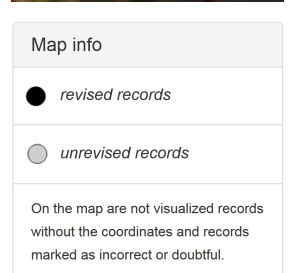 Map info
revised records
unrevised records
On the map are not visualized records
without the coordinates and records
marked as incorrect or doubtful.